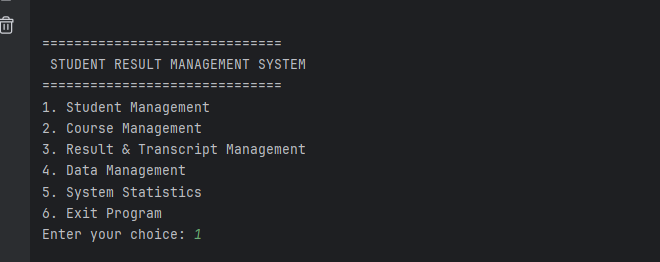 ==============================
 STUDENT RESULT MANAGEMENT SYSTEM
==============================
1. Student Management
2. Course Management
3. Result & Transcript Management
4. Data Management
5. System Statistics
6. Exit Program
Enter your choice: 1